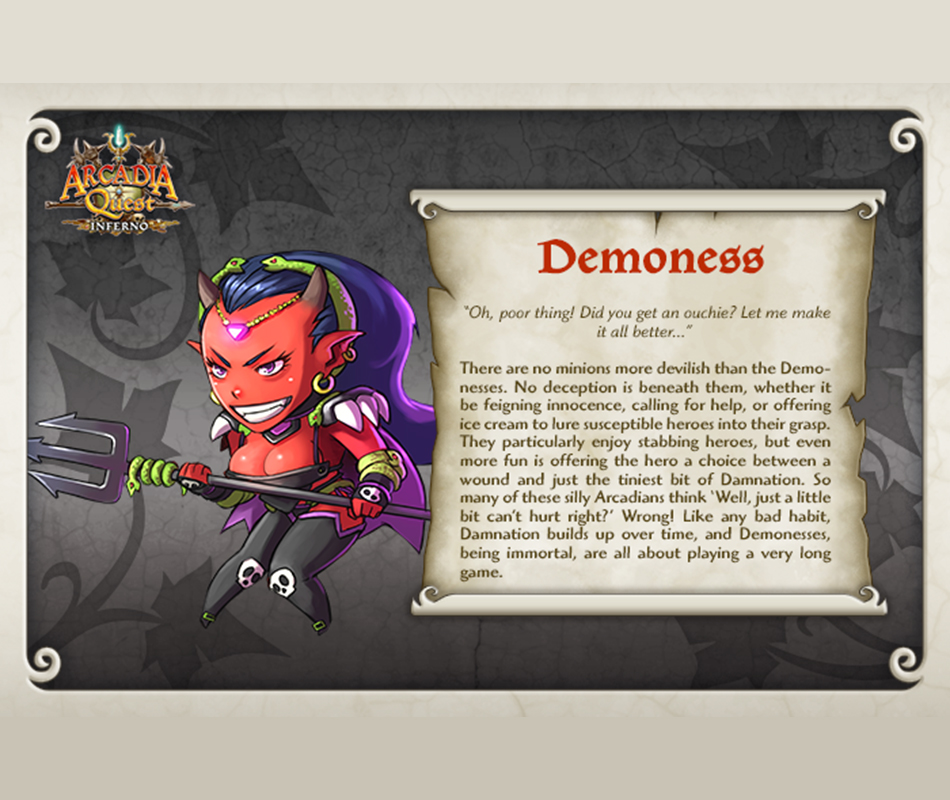 ARCADIA
Quest
INFERNO
Demoness
"Oh, poor thing! Did you get an ouchie? Let me make
it all better..."
There are no minions more devilish than the Demo-
nesses. No deception is beneath them, whether it
be feigning innocence, calling for help, or offering
ice cream to lure susceptible heroes into their grasp.
They particularly enjoy stabbing heroes, but even
more fun is offering the hero a choice between a
wound and just the tiniest bit of Damnation. So
many of these silly Arcadians think 'Well, just a little
bit can't hurt right?' Wrong! Like any bad habit,
Damnation builds up over time, and Demonesses,
being immortal, are all about playing a very long
game.